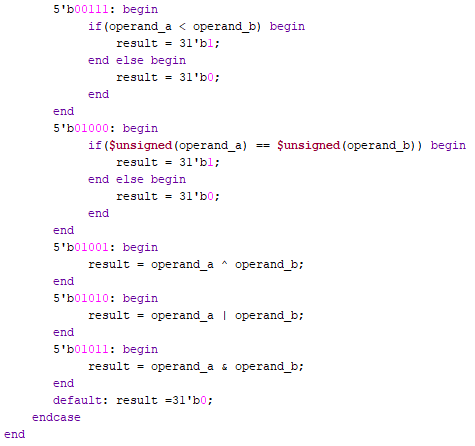 5'b00111: begin
if(operand_a < operand_b) begin
result = 31'b1;
end else begin
result = 31'b0;
end
end
5'b01000: begin
if($unsigned(operand_a) == $unsigned(operand_b)) begin
result = 31'b1;
end else begin
result = 31'b0;
end
end
5'b01001: begin
result = operand_a ^ operand_b;
end
5'b01010: begin
result = operand_a | operand_b;
end
5'b01011: begin
result = operand_a & operand_b;
end
default: result =31'b0;
endcase
end